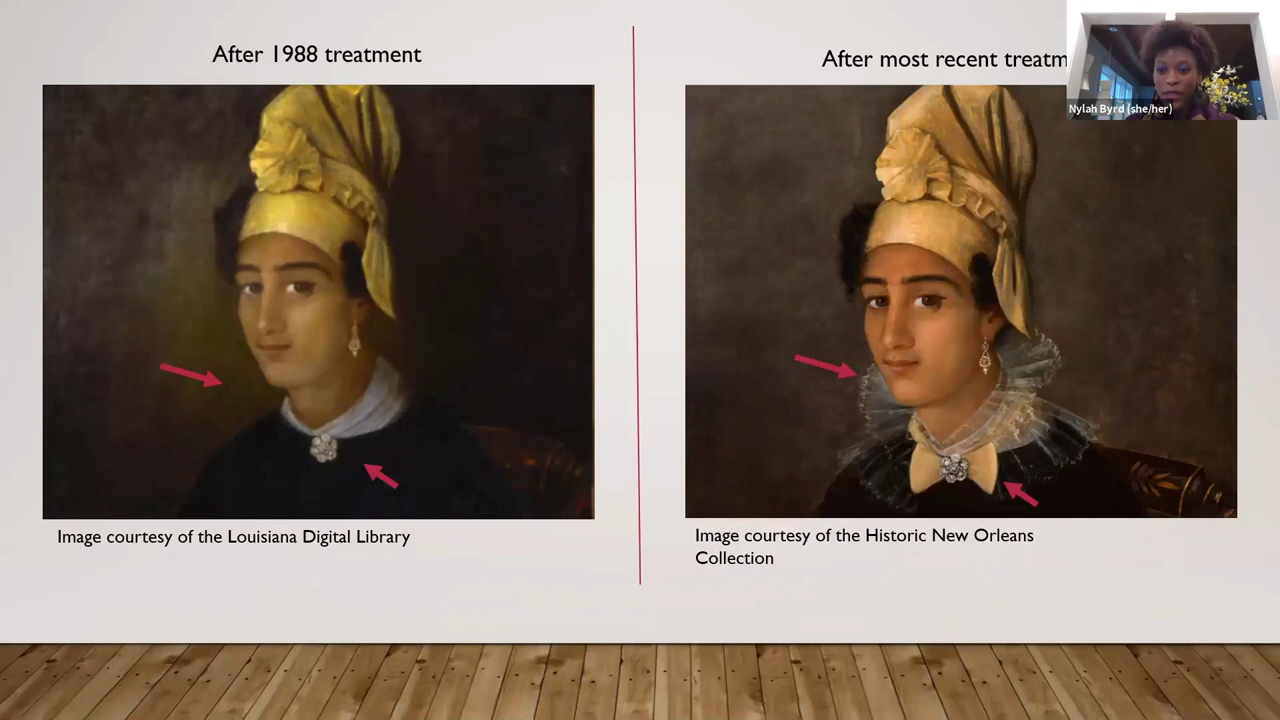 After 1988 treatment
After most recent treatm
Nylah Byrd (she/her)
Image courtesy of the Louisiana Digital Library
Image courtesy of the Historic New Orleans
Collection